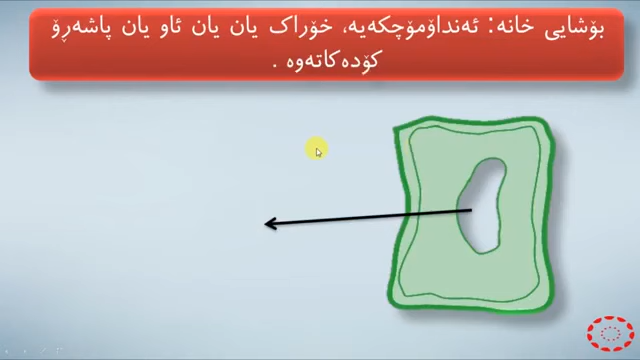 بۆشایی خانە: ئەنداۆمۆچکەیە، خۆراک یان یان ئاو یان پاشەڕۆ
کۆدەکاتەوە .